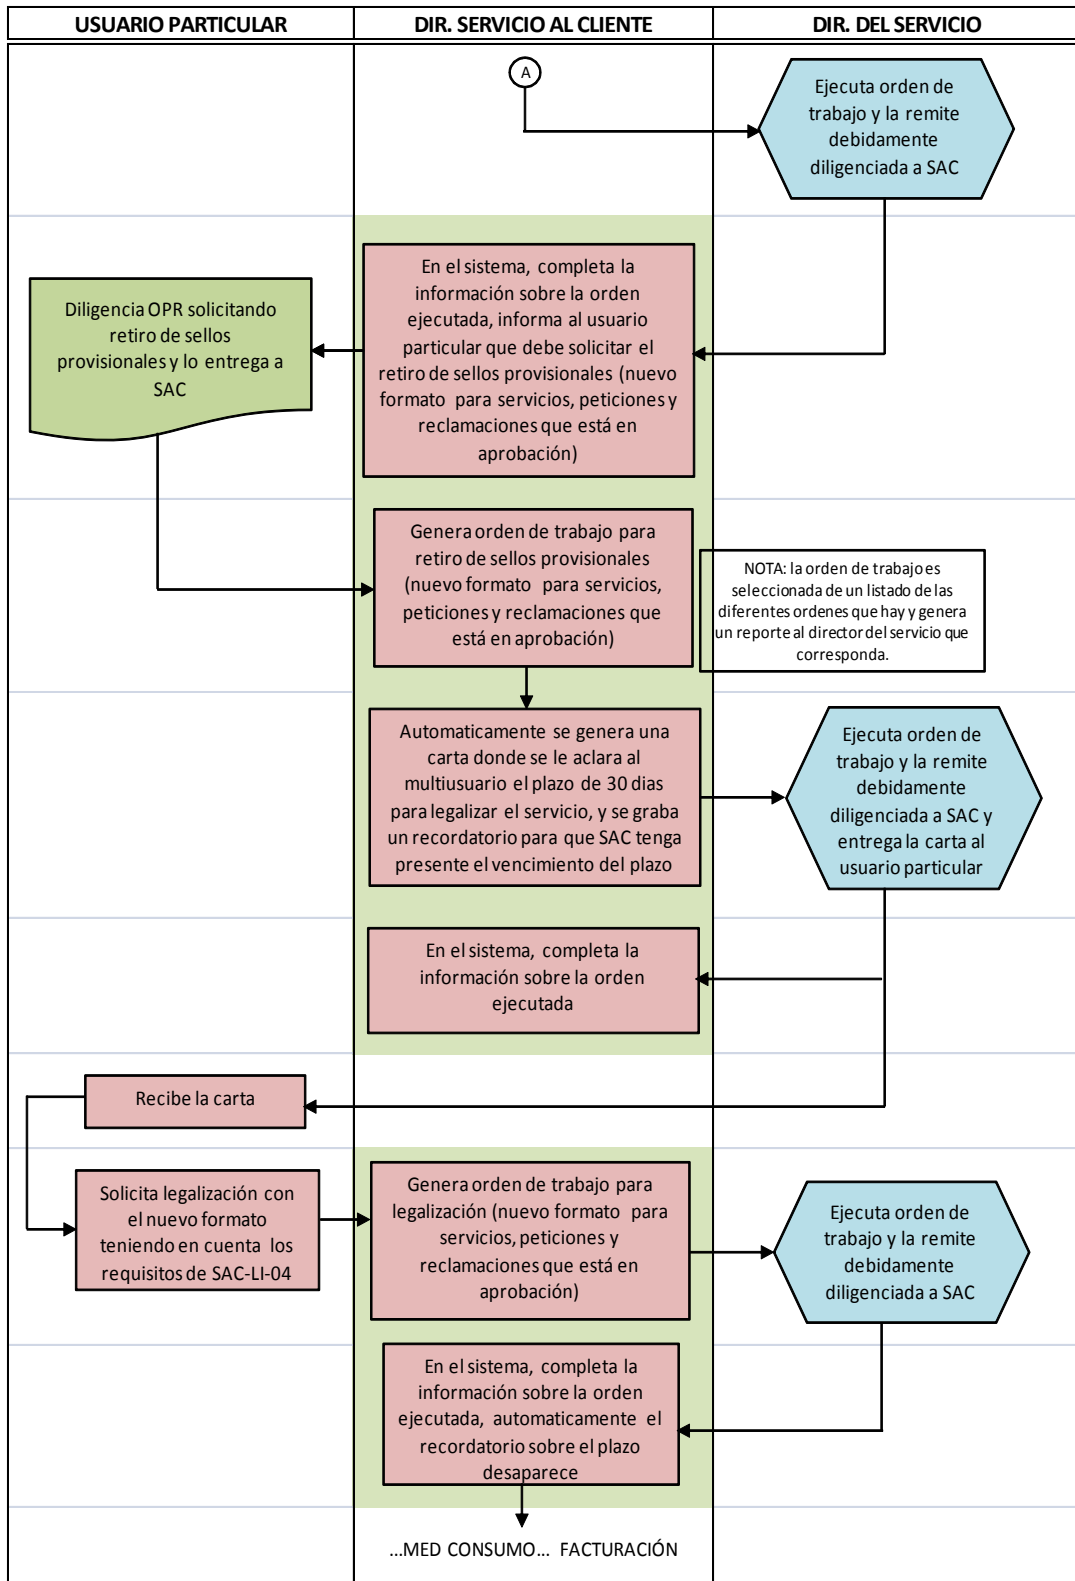 USUARIO PARTICULAR
DIR. SERVICIO AL CLIENTE
DIR. DEL SERVICIO
A
Ejecuta orden de
trabajo y la remite
debidamente
diligenciada a SAC
En el sistema, completa la
información sobre la orden
ejecutada, informa al usuario
particular que debe solicitar el
retiro de sellos provisionales (nuevo
formato para servicios, peticiones y
reclamaciones que está en
aprobación)
Diligencia OPR solicitando
retiro de sellos
provisionales y lo entrega a
SAC
Genera orden de trabajo para
retiro de sellos provisionales
(nuevo formato para servicios,
peticiones y reclamaciones que
está en aprobación)
NOTA: la orden de trabajo es
seleccionada de un listado de las
diferentes ordenes que hay y genera
un reporte al director del servicio que
corresponda.
Automaticamente se genera una
carta donde se le aclara al
multiusuario el plazo de 30 dias
para legalizar el servicio, y se graba
un recordatorio para que SAC tenga
presente el vencimiento del plazo
Ejecuta orden de
trabajo y la remite
debidamente
diligenciada a SAC y
entrega la carta al
usuario particular
En el sistema, completa la
información sobre la orden
ejecutada
Recibe la carta
Solicita legalización con
el nuevo formato
teniendo en cuenta los
requisitos de SAC-LI-04
Genera orden de trabajo para
legalización (nuevo formato para
servicios, peticiones y
reclamaciones que está en
aprobación)
Ejecuta orden de
trabajo y la remite
debidamente
diligenciada a SAC
En el sistema, completa la
información sobre la orden
ejecutada, automaticamente el
recordatorio sobre el plazo
desaparece
...MED CONSUMO... FACTURACIÓN